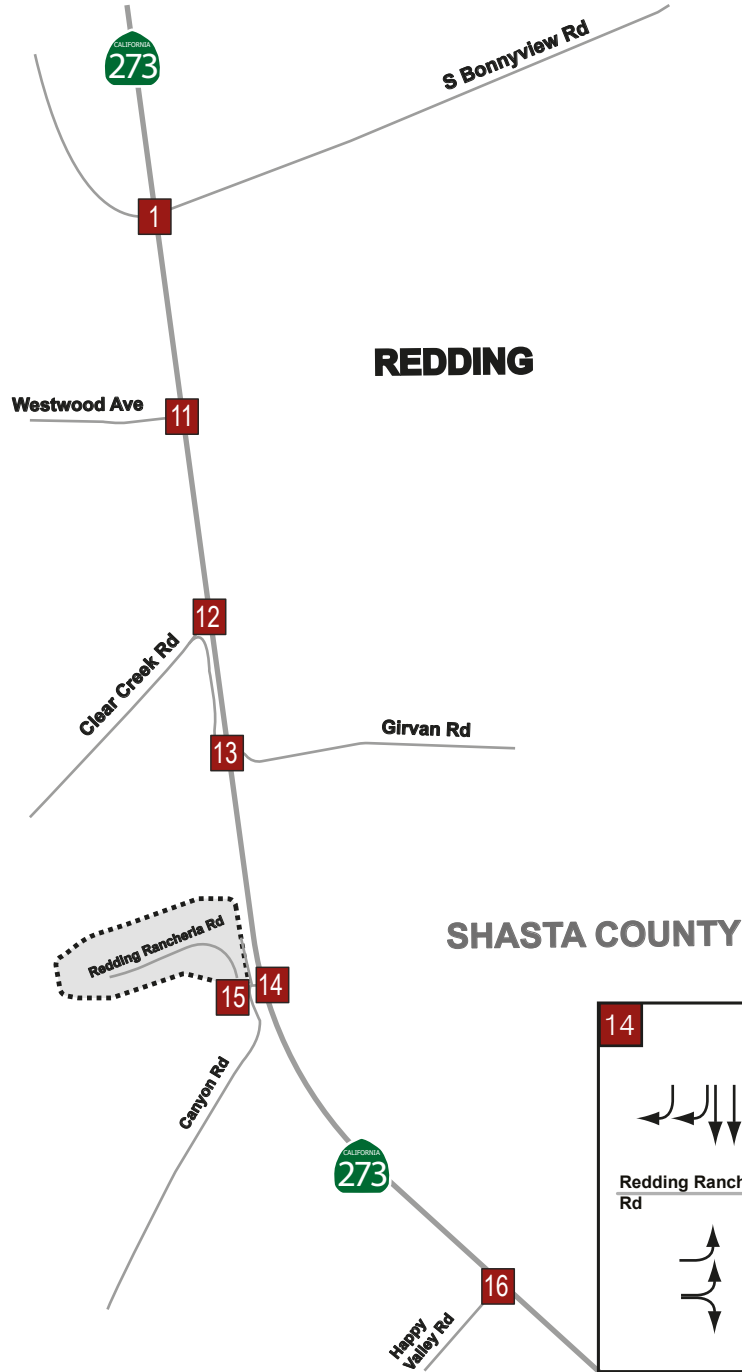 CALIFORNIA
273
S Bonnyview Rd
1
REDDING
Westwood Ave
11
12
Clear Creek Rd
Girvan Rd
13
Redding Rancheria Rd
SHASTA COUNTY
14
15
14
Canyon Rd
CALIFORNIA
273
Redding Ranch
Rd
16
Happy
Valley Rd